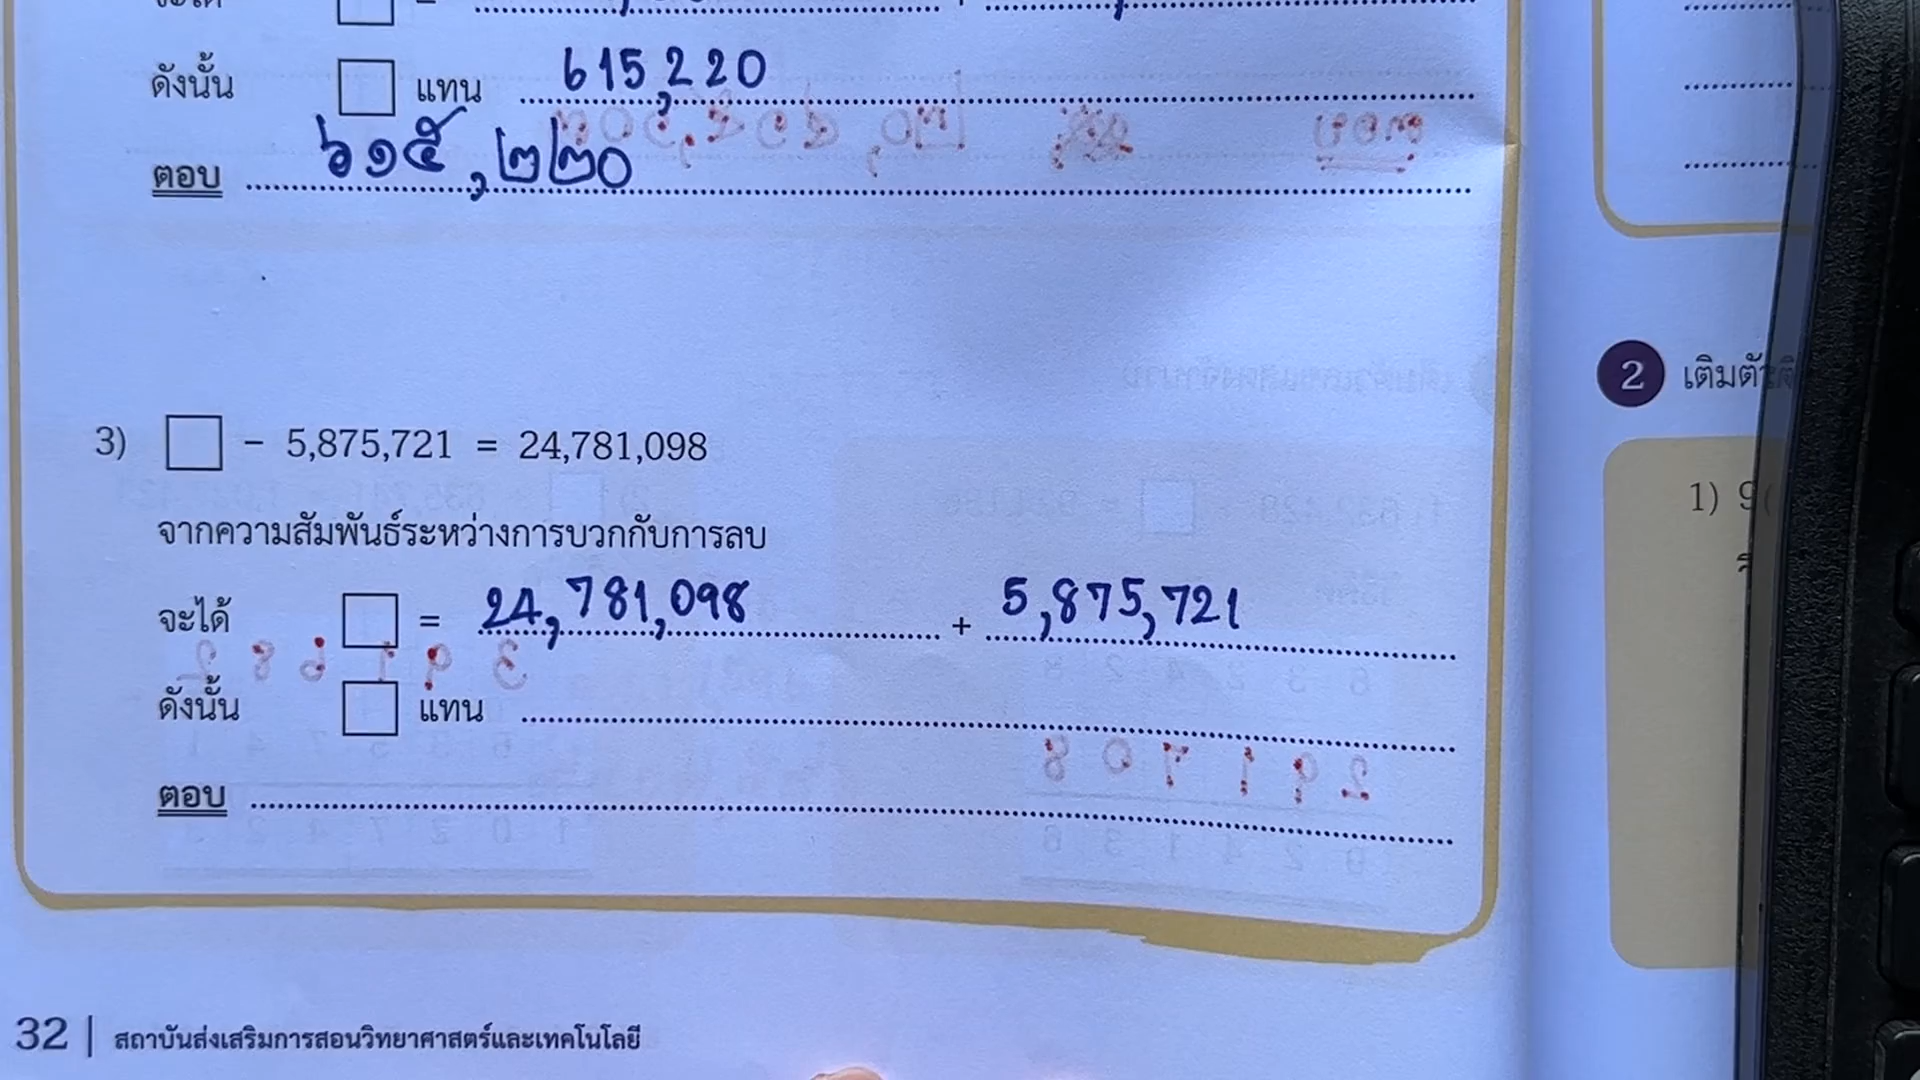 ดังนั้น □ แทน 615,220
ตอบ ๖๑๕,๒๒๐
3) □ - 5,875,721 = 24,781,098
จากความสัมพันธ์ระหว่างการบวกกับการลบ
จะได้ □ = 24,781,098 + 5,875,721
ดังนั้น □ แทน
ตอบ
32 | สถาบันส่งเสริมการสอนวิทยาศาสตร์และเทคโนโลยี
2
1) 9